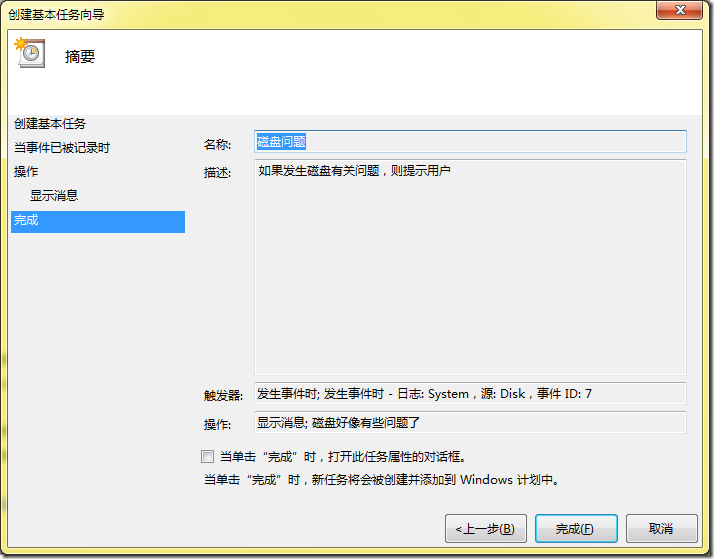 创建基本任务向导
摘要
创建基本任务
当事件已被记录时
操作
显示消息
完成
名称:
磁盘问题
描述:
如果发生磁盘有关问题，则提示用户
触发器:
发生事件时; 发生事件时 - 日志: System，源: Disk，事件 ID: 7
操作:
显示消息; 磁盘好像有些问题了
当单击“完成”时，打开此任务属性的对话框。
当单击“完成”时，新任务将会被创建并添加到 Windows 计划中。
<上一步(B)
完成(F)
取消